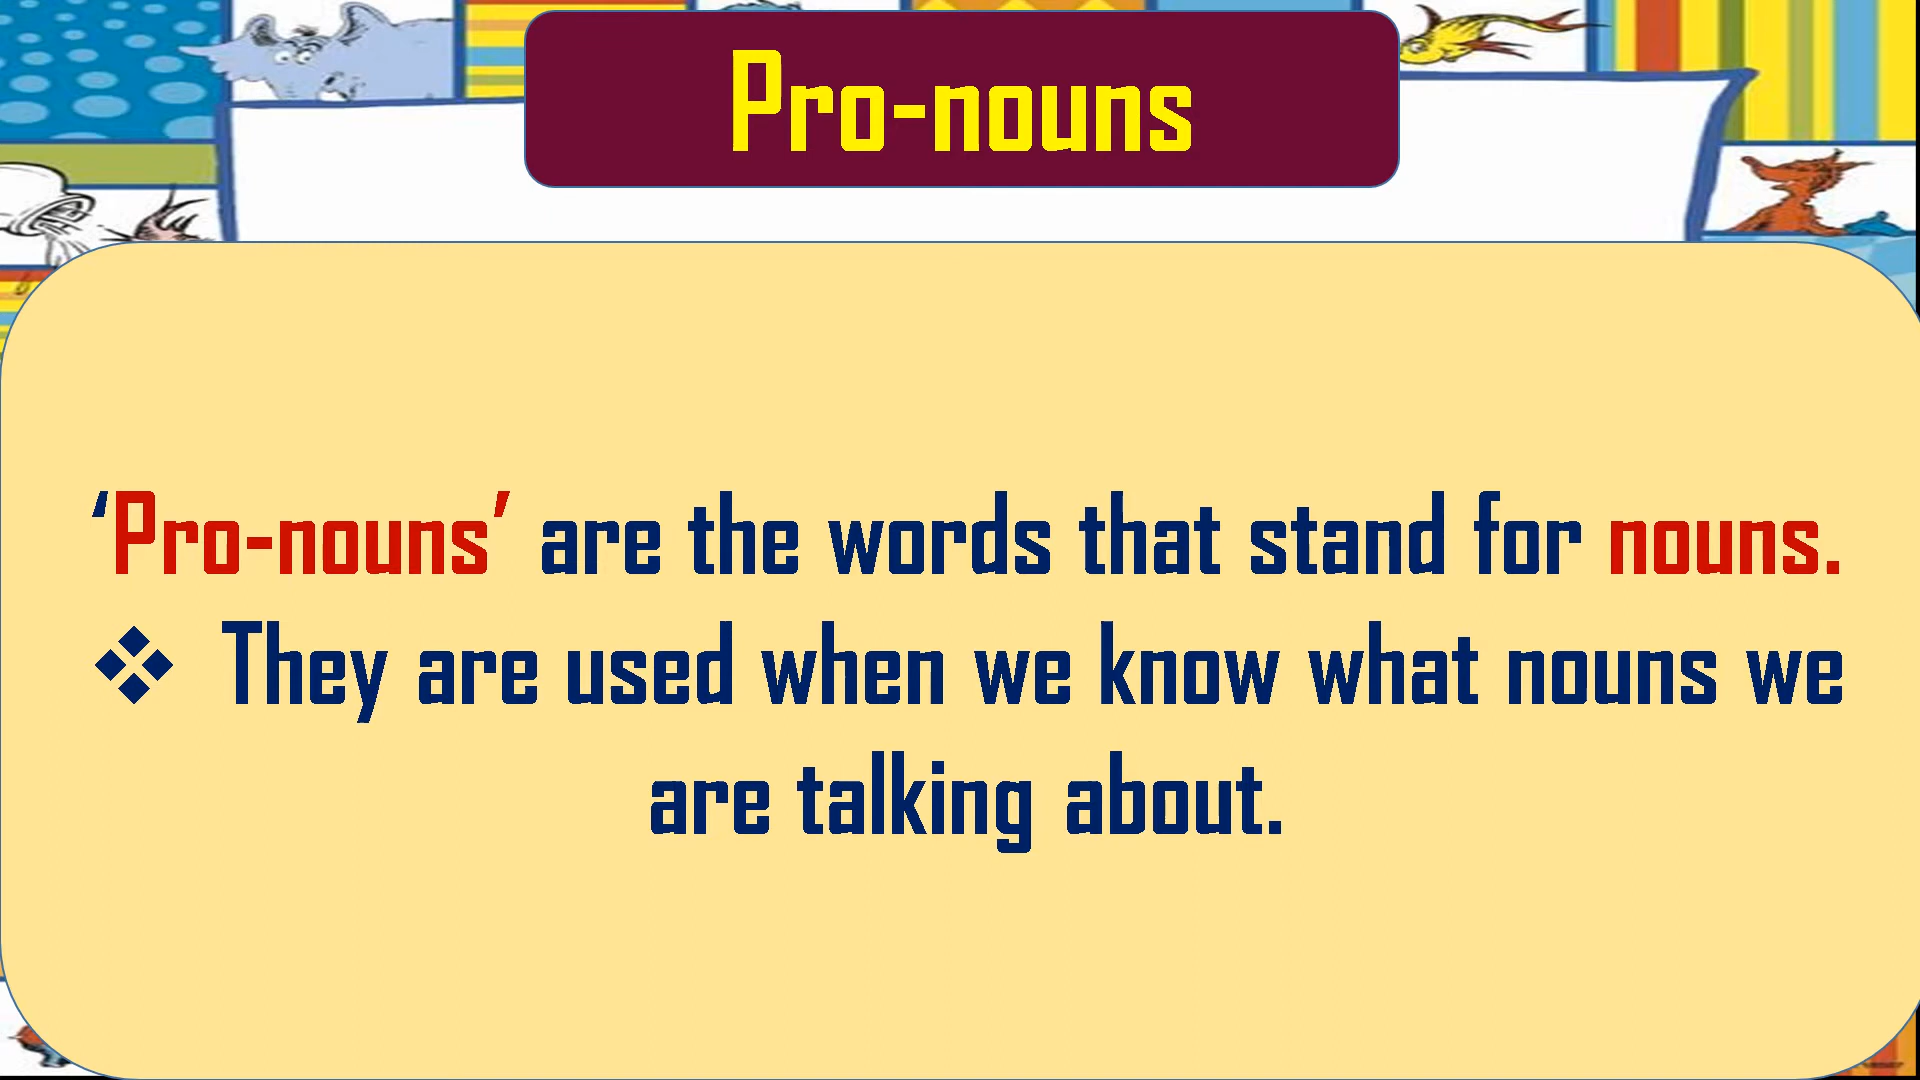 Pro-nouns
‘Pro-nouns’ are the words that stand for nouns.
❖ They are used when we know what nouns we
are talking about.